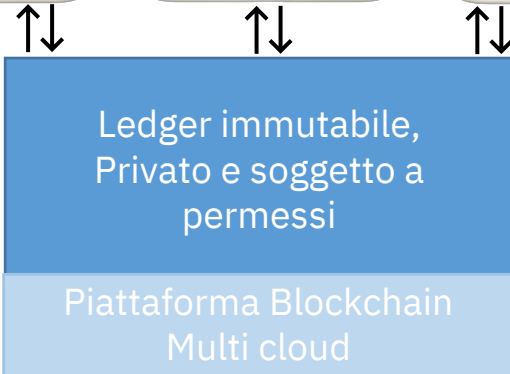 Ledger immutabile,
Privato e soggetto a
permessi
Piattaforma Blockchain
Multi cloud